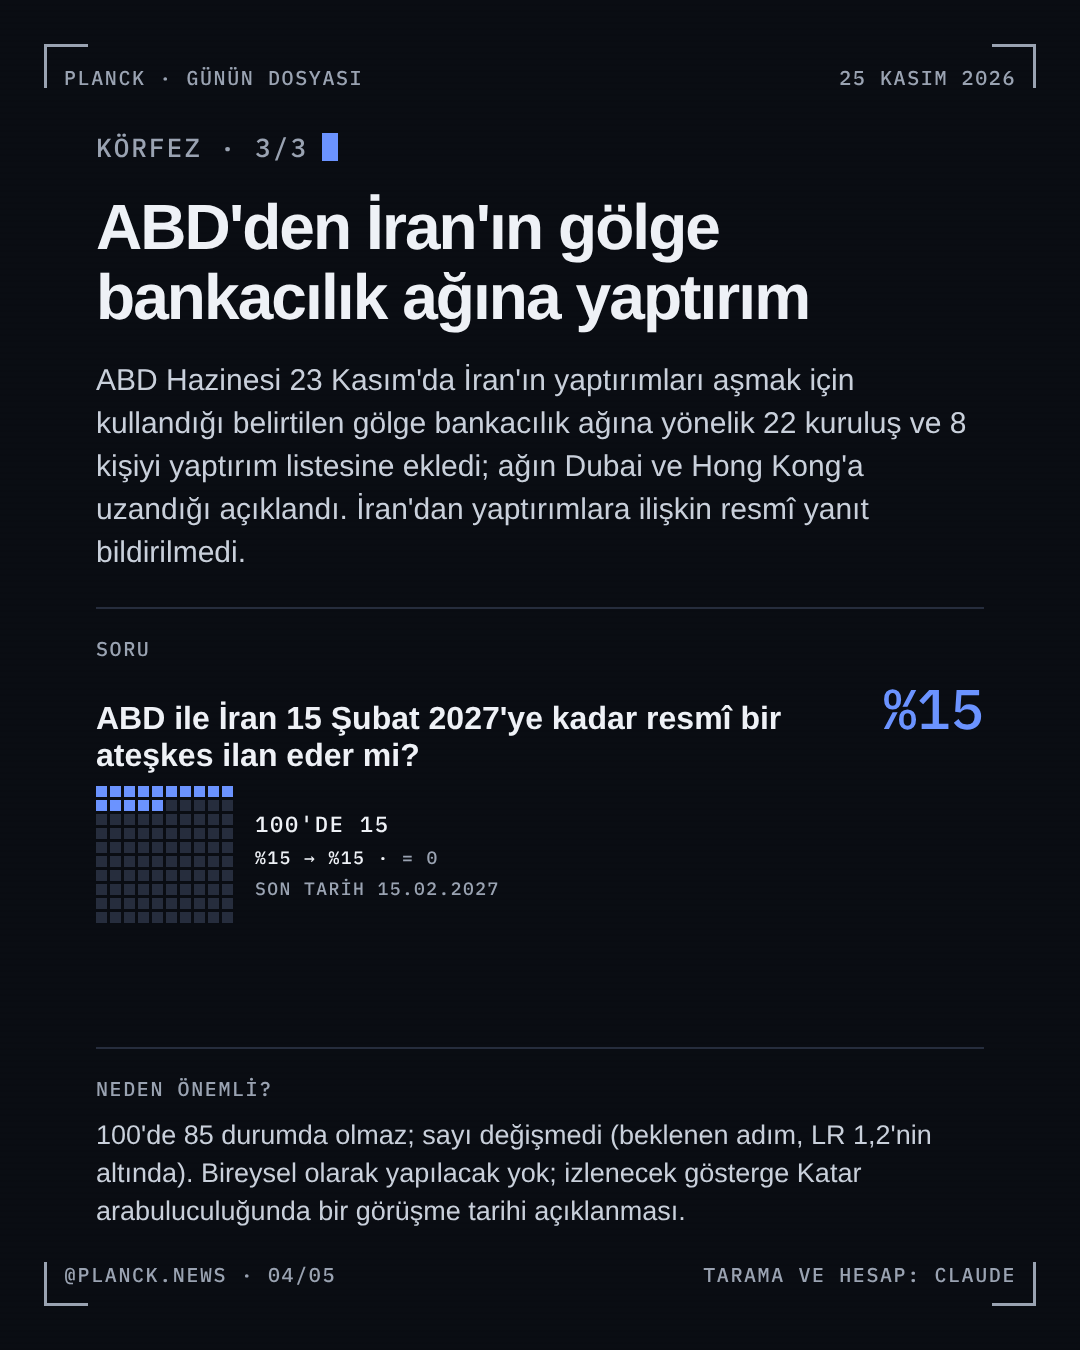 PLANCK · GÜNÜN DOSYASI
25 KASIM 2026
KÖRFEZ · 3/3
ABD'den İran'ın gölge
bankacılık ağına yaptırım
ABD Hazinesi 23 Kasım'da İran'ın yaptırımları aşmak için
kullandığı belirtilen gölge bankacılık ağına yönelik 22 kuruluş ve 8
kişiyi yaptırım listesine ekledi; ağın Dubai ve Hong Kong'a
uzandığı açıklandı. İran'dan yaptırımlara ilişkin resmî yanıt
bildirilmedi.
SORU
ABD ile İran 15 Şubat 2027'ye kadar resmî bir
ateşkes ilan eder mi?
%15
100'DE 15
%15 → %15 · = 0
SON TARİH 15.02.2027
NEDEN ÖNEMLİ?
100'de 85 durumda olmaz; sayı değişmedi (beklenen adım, LR 1,2'nin
altında). Bireysel olarak yapılacak yok; izlenecek gösterge Katar
arabuluculuğunda bir görüşme tarihi açıklanması.
@PLANCK.NEWS · 04/05
TARAMA VE HESAP: CLAUDE